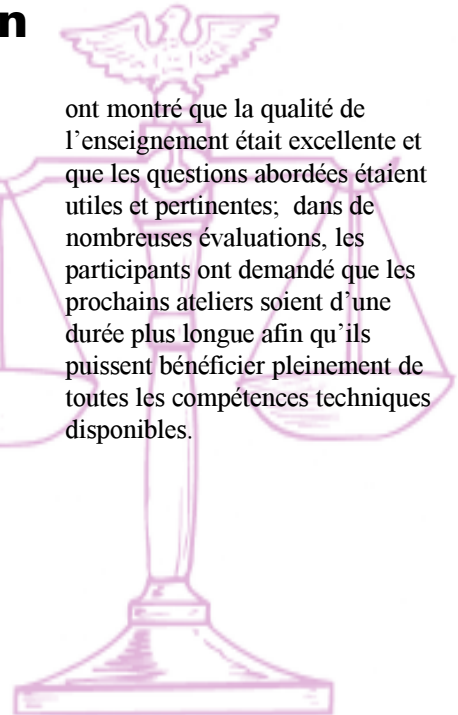 n
ont montré que la qualité de
l’enseignement était excellente et
que les questions abordées étaient
utiles et pertinentes;  dans de
nombreuses évaluations, les
participants ont demandé que les
prochains ateliers soient d’une
durée plus longue afin qu’ils
puissent bénéficier pleinement de
toutes les compétences techniques
disponibles.